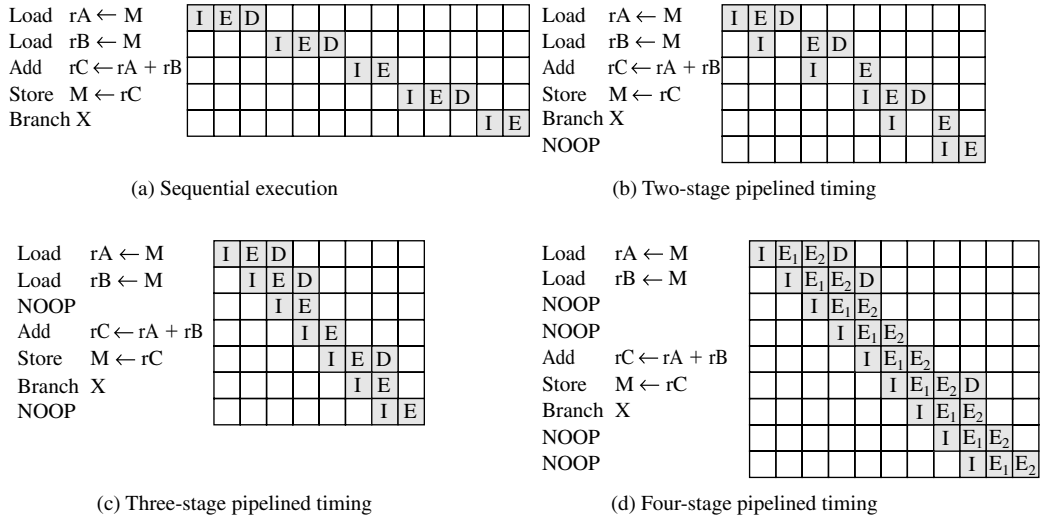 Load rA ← M I E D
Load rB ← M I E D
Add rC ← rA + rB I E
Store M ← rC I E D
Branch X I E
(a) Sequential execution
Load rA ← M I E D
Load rB ← M I E D
Add rC ← rA + rB I E
Store M ← rC I E D
Branch X I E
NOOP I E
(b) Two-stage pipelined timing
Load rA ← M I E D
Load rB ← M I E D
NOOP I E
Add rC ← rA + rB I E
Store M ← rC I E D
Branch X I E
NOOP I E
(c) Three-stage pipelined timing
Load rA ← M I E₁ E₂ D
Load rB ← M I E₁ E₂ D
NOOP I E₁ E₂
NOOP I E₁ E₂
Add rC ← rA + rB I E₁ E₂
Store M ← rC I E₁ E₂ D
Branch X I E₁ E₂
NOOP I E₁ E₂
NOOP I E₁ E₂
(d) Four-stage pipelined timing